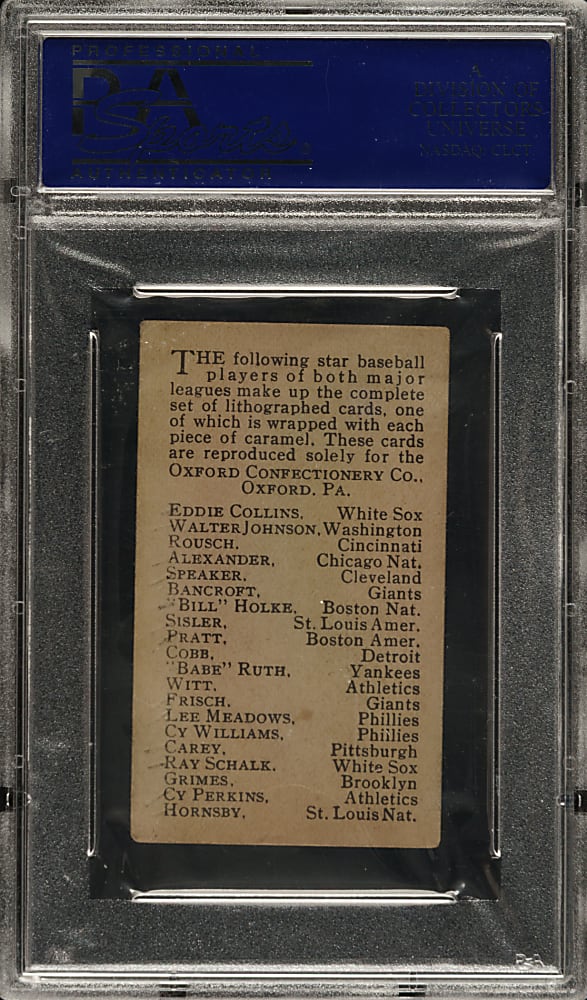 PROFESSIONAL
PSA
Sports
AUTHENTICATOR
A
DIVISION OF
COLLECTORS
UNIVERSE
NASDAQ: CLCT
THE following star baseball
players of both major
leagues make up the complete
set of lithographed cards, one
of which is wrapped with each
piece of caramel. These cards
are reproduced solely for the
OXFORD CONFECTIONERY CO.,
OXFORD. PA.
EDDIE COLLINS, White Sox
WALTER JOHNSON, Washington
ROUSCH, Cincinnati
ALEXANDER, Chicago Nat.
SPEAKER, Cleveland
BANCROFT, Giants
"BILL" HOLKE, Boston Nat.
SISLER, St. Louis Amer.
PRATT, Boston Amer.
COBB, Detroit
"BABE" RUTH, Yankees
WITT, Athletics
FRISCH, Giants
LEE MEADOWS, Phillies
CY WILLIAMS, Phiilies
CAREY, Pittsburgh
RAY SCHALK, White Sox
GRIMES, Brooklyn
CY PERKINS, Athletics
HORNSBY, St. Louis Nat.
PSA